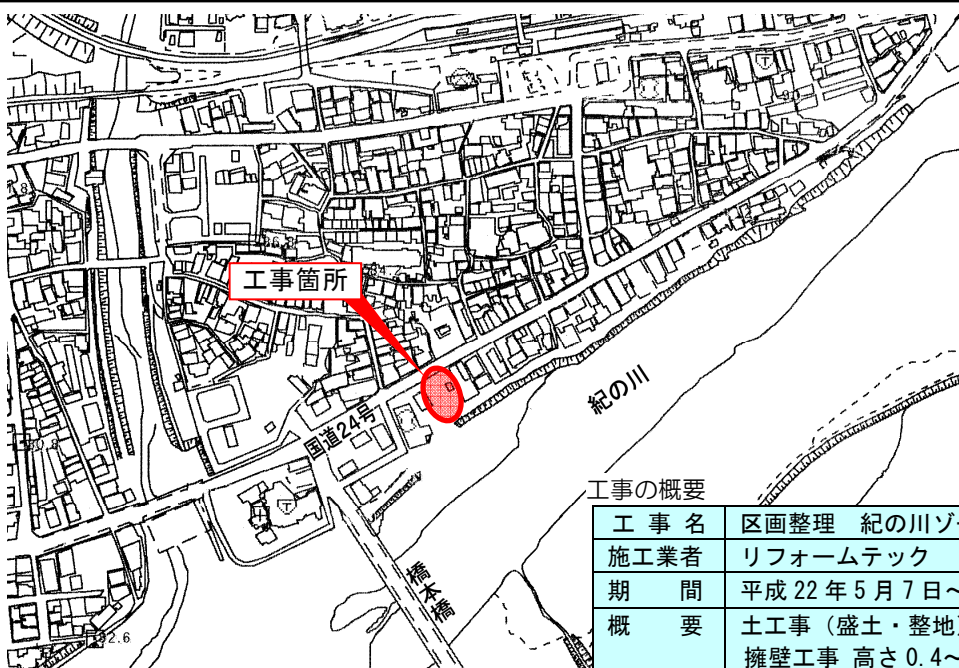 工事箇所
紀の川
国道24号
橋本橋
工事の概要
工事名 区画整理 紀の川ゾ
施工業者 リフォームテック
期間 平成22年5月7日~
概要 土工事（盛土・整地
擁壁工事 高さ0.4~